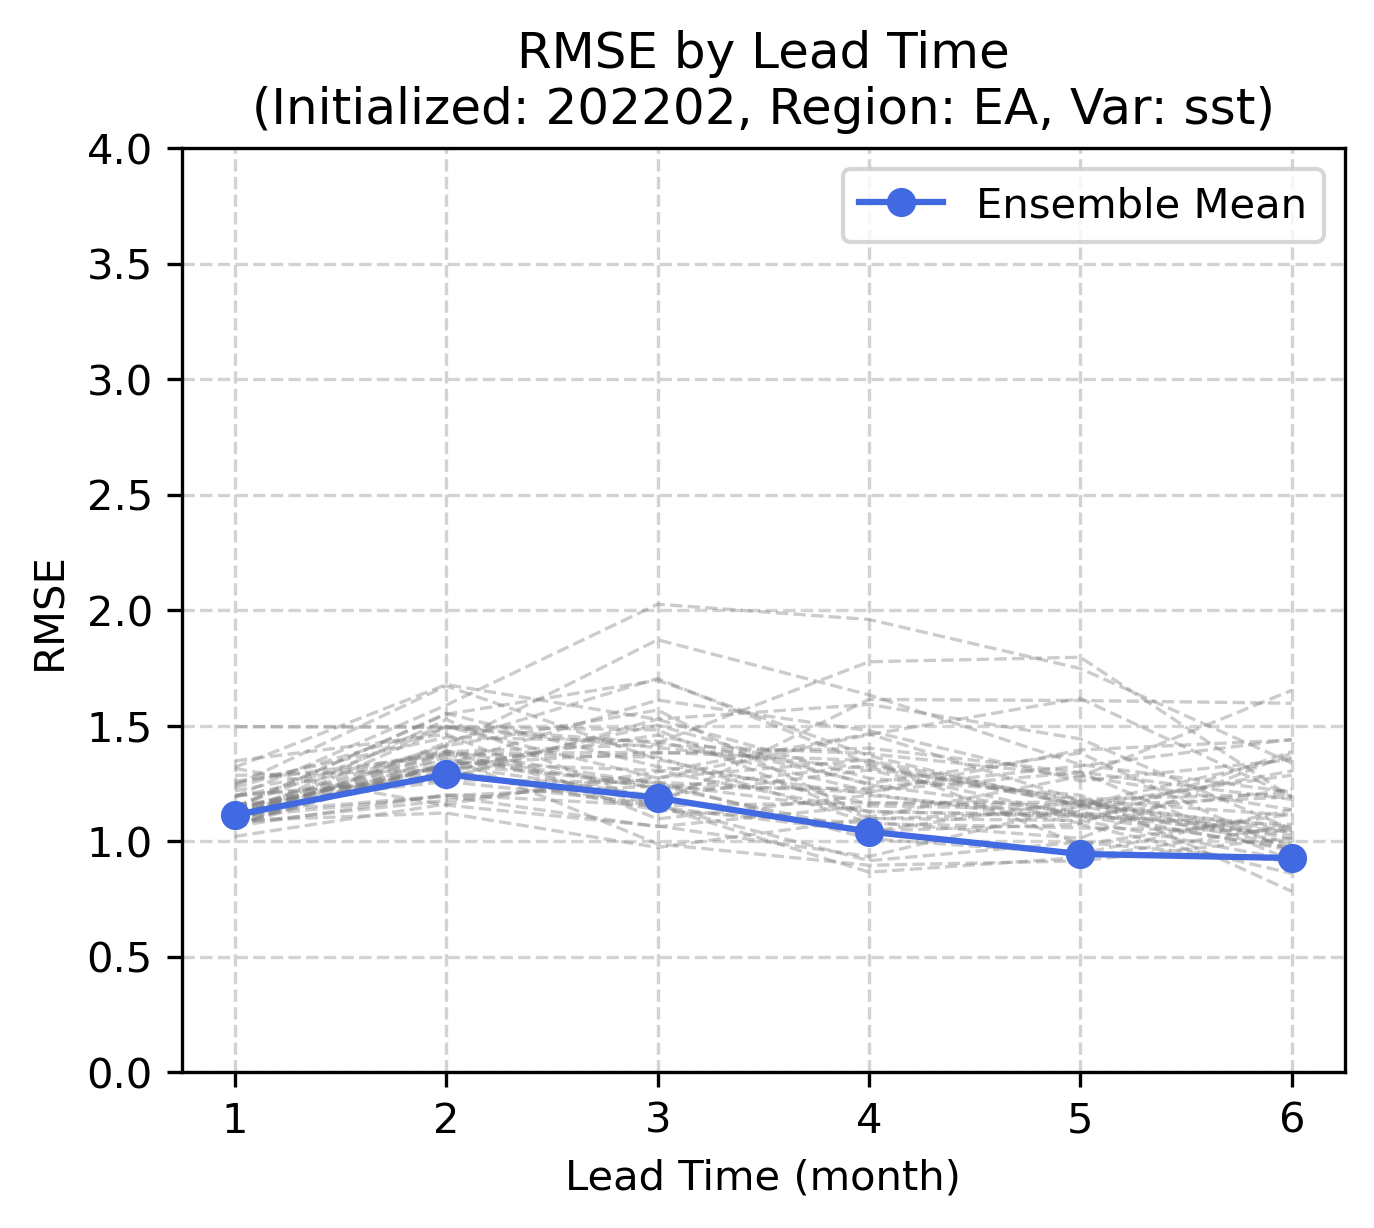 RMSE by Lead Time
(Initialized: 202202, Region: EA, Var: sst)
4.0
3.5
3.0
2.5
2.0
1.5
1.0
0.5
0.0
RMSE
Ensemble Mean
1 2 3 4 5 6
Lead Time (month)